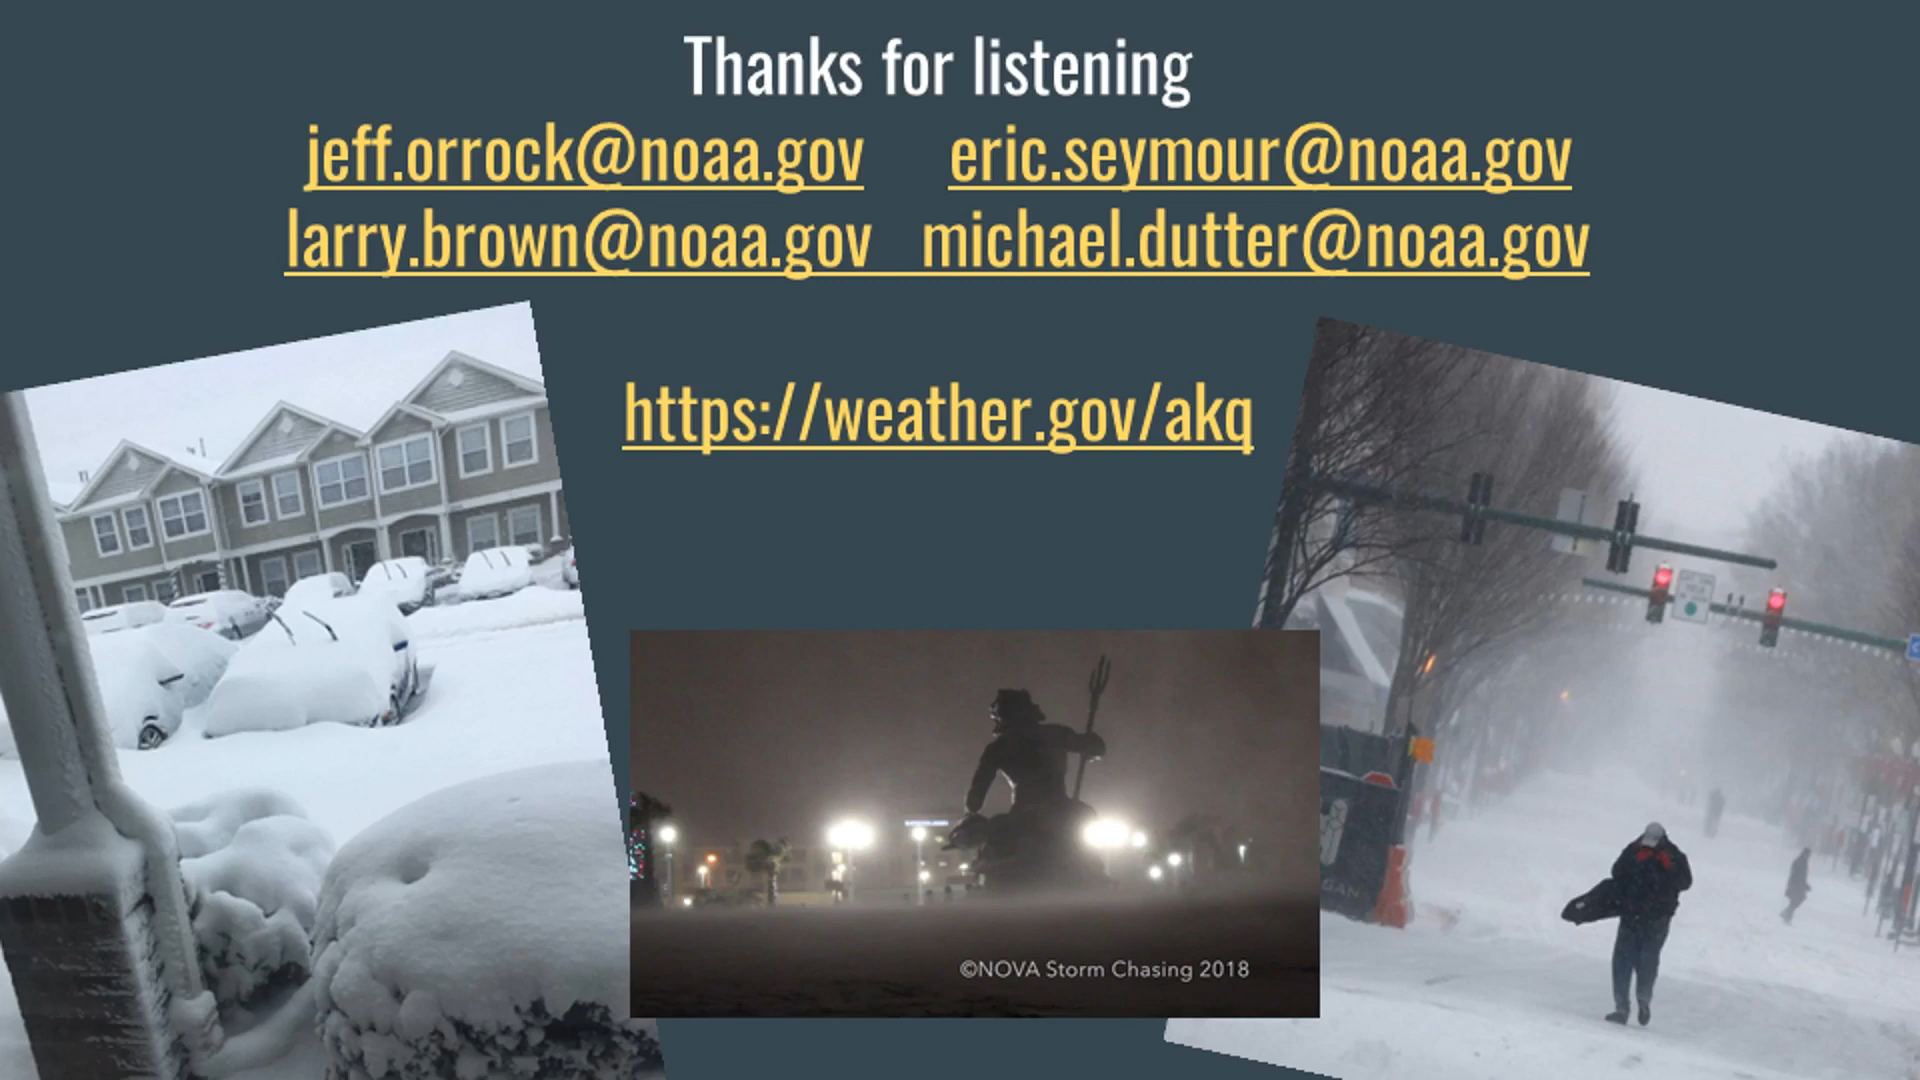 Thanks for listening
jeff.orrock@noaa.gov eric.seymour@noaa.gov
larry.brown@noaa.gov michael.dutter@noaa.gov
https://weather.gov/akq
©NOVA Storm Chasing 2018